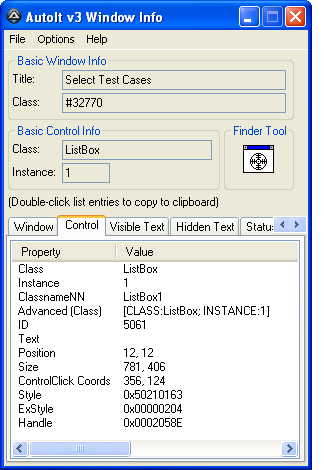 AutoIt v3 Window Info
File Options Help
Basic Window Info
Title: Select Test Cases
Class: #32770
Basic Control Info Finder Tool
Class: ListBox
Instance: 1
(Double-click list entries to copy to clipboard)
Window Control Visible Text Hidden Text Status
Property Value
Class ListBox
Instance 1
ClassnameNN ListBox1
Advanced (Class) [CLASS:ListBox; INSTANCE:1]
ID 5061
Text
Position 12, 12
Size 781, 406
ControlClick Coords 356, 124
Style 0x50210163
ExStyle 0x00000204
Handle 0x0002058E